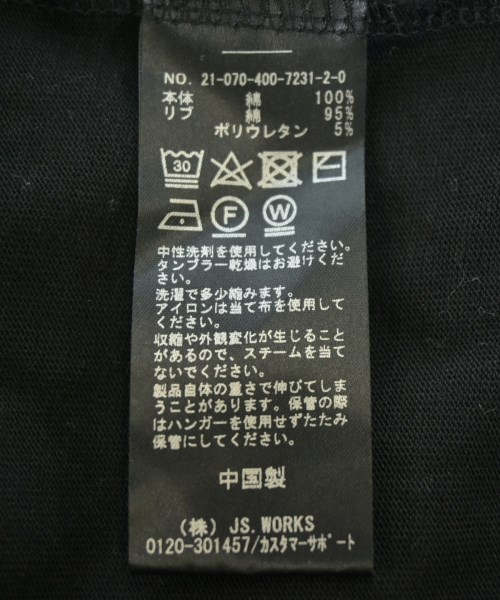 NO. 21-070-400-7231-2-0
本体 綿 100%
リブ 綿 95%
ポリウレタン 5%
30
F W
中性洗剤を使用してください。
タンブラー乾燥はお避けくだ
さい。
洗濯で多少縮みます。
アイロンは当て布を使用して
ください。
収縮や外観変化が生じること
があるので、スチームを当て
ないでください。
製品自体の重さで伸びてしま
うことがあります。保管の際
はハンガーを使用せずたたみ
保管にしてください。
中国製
(株) JS.WORKS
0120-301457/カスタマーサポート